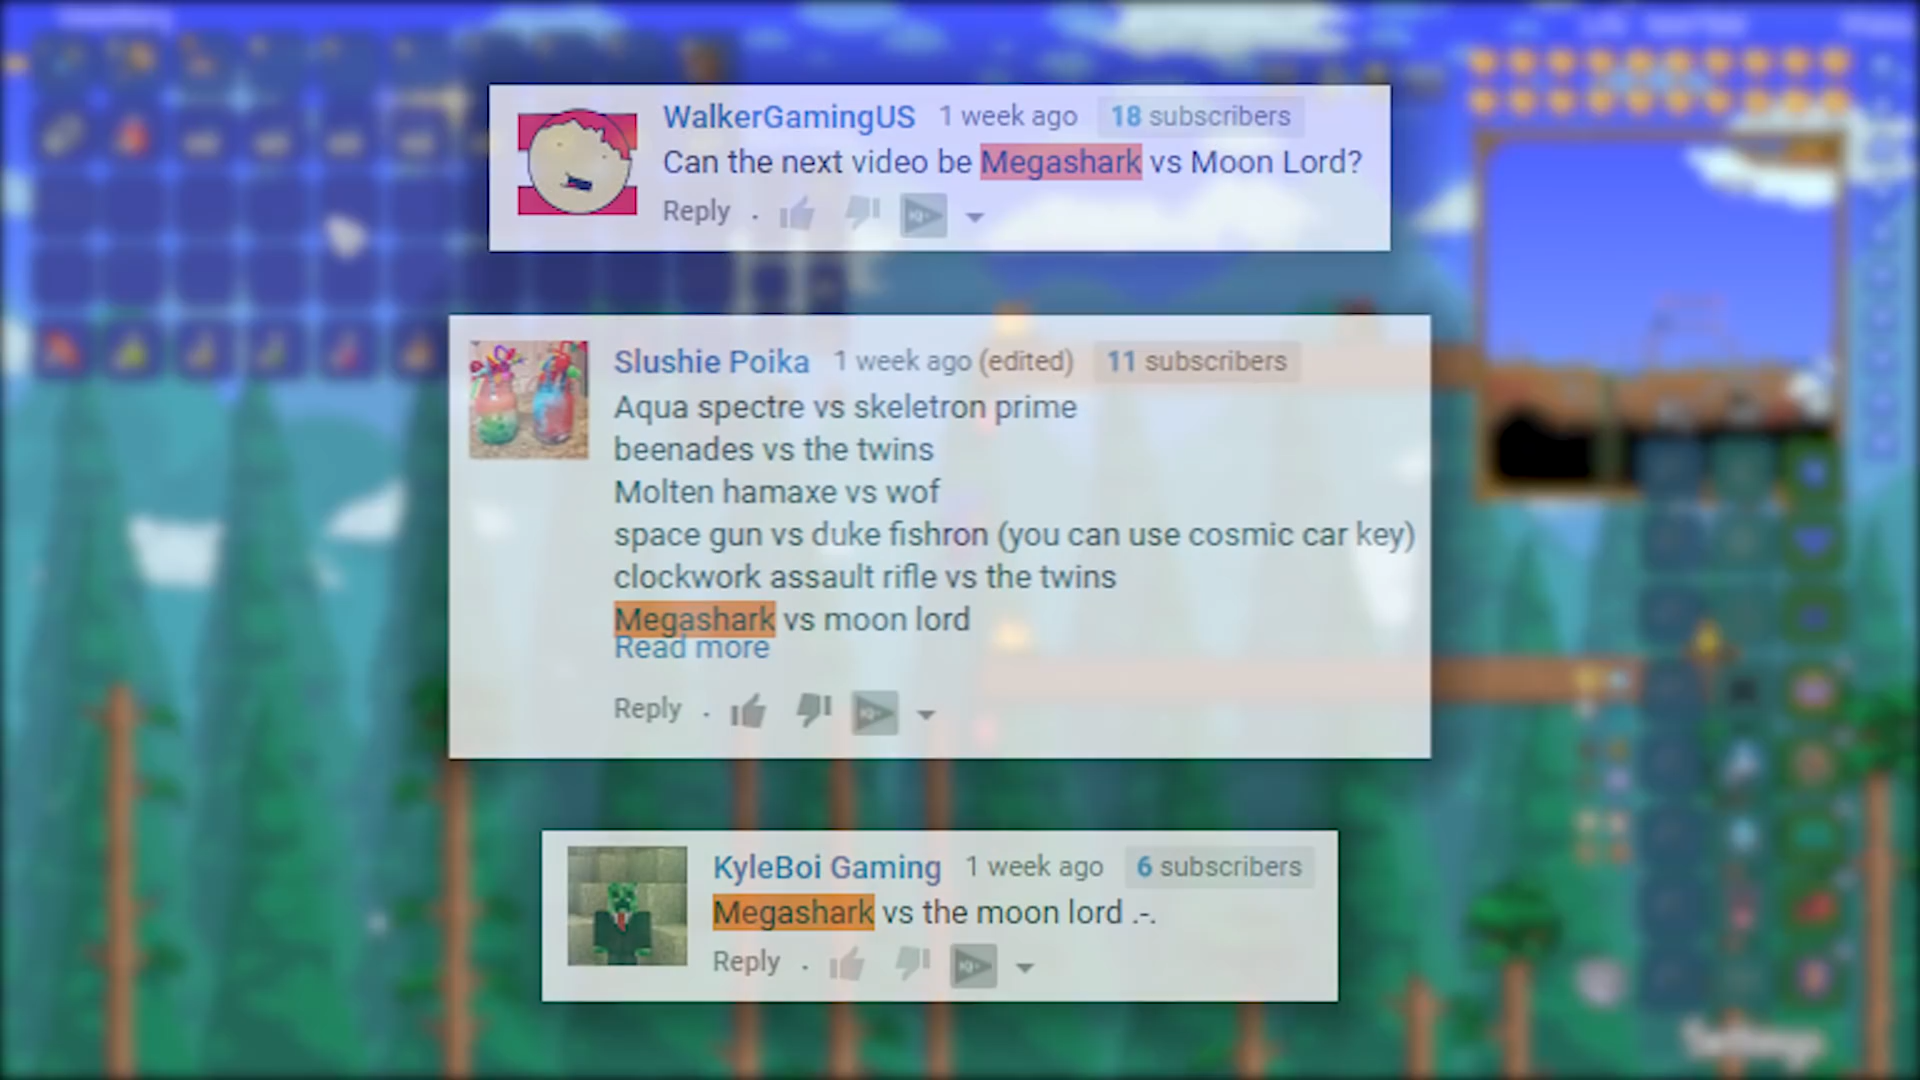 WalkerGamingUS 1 week ago 18 subscribers
Can the next video be Megashark vs Moon Lord?
Reply .
Slushie Poika 1 week ago (edited) 11 subscribers
Aqua spectre vs skeletron prime
beenades vs the twins
Molten hamaxe vs wof
space gun vs duke fishron (you can use cosmic car key)
clockwork assault rifle vs the twins
Megashark vs moon lord
Read more
Reply .
KyleBoi Gaming 1 week ago 6 subscribers
Megashark vs the moon lord .-.
Reply .
Settings